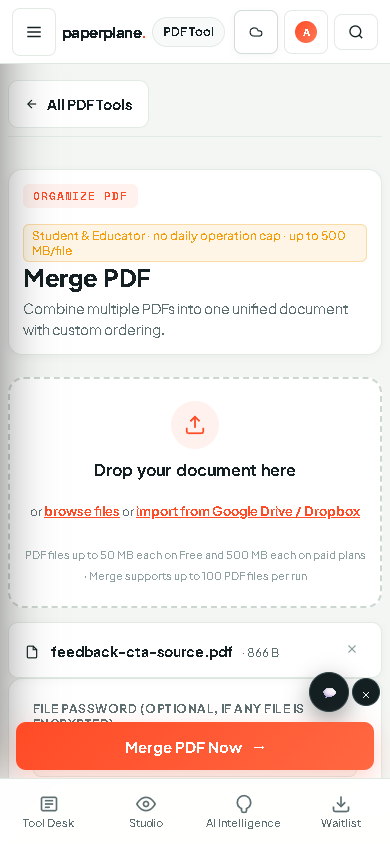 paperplane.
PDF Tool
A
← All PDF Tools
ORGANIZE PDF
Student & Educator · no daily operation cap · up to 500
MB/file
Merge PDF
Combine multiple PDFs into one unified document
with custom ordering.
Drop your document here
or browse files or import from Google Drive / Dropbox
PDF files up to 50 MB each on Free and 500 MB each on paid plans
· Merge supports up to 100 PDF files per run
feedback-cta-source.pdf · 866 B ×
×
FILE PASSWORD (OPTIONAL, IF ANY FILE IS
ENCRYPTED)
Merge PDF Now →
Tool Desk
Studio
AI Intelligence
Waitlist